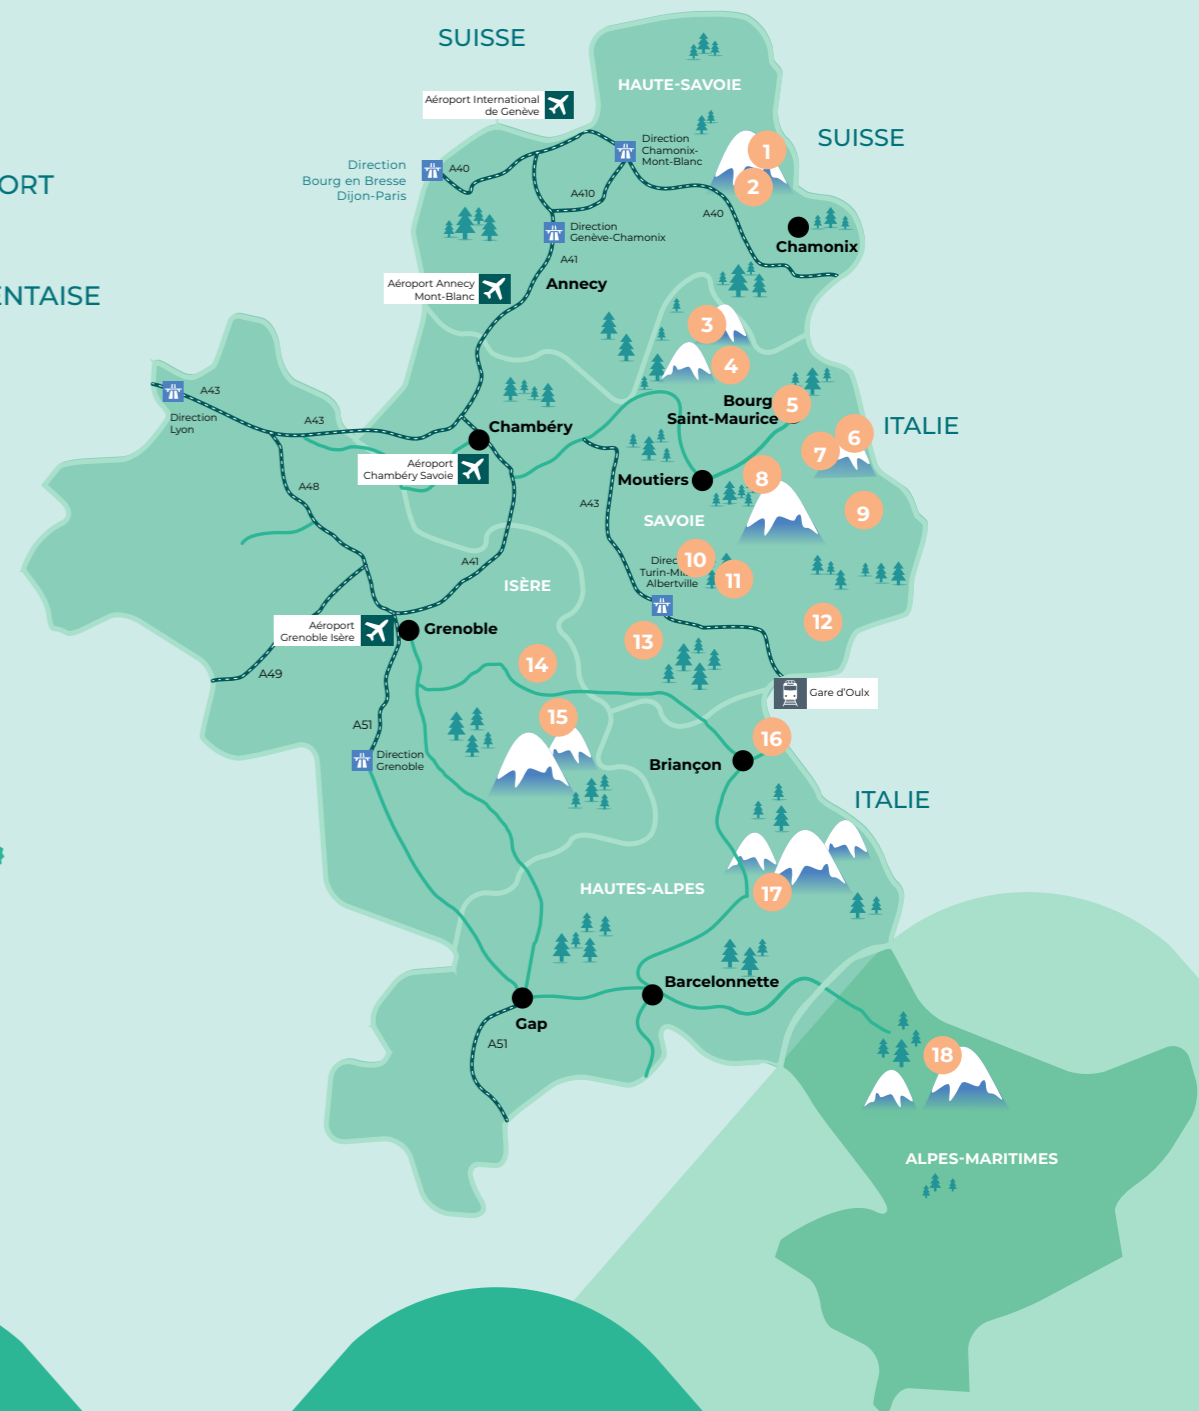 SUISSE
HAUTE-SAVOIE
Aéroport International
de Genève
SUISSE
Direction
Chamonix-
Mont-Blanc
1
Direction
Bourg en Bresse
Dijon-Paris
A40
ORT
2
A410
A40
Direction
Genève-Chamonix
Chamonix
A41
Aéroport Annecy
Mont-Blanc
Annecy
ENTAISE
3
4
A43
Direction
Lyon
A43
Bourg
Saint-Maurice
5
ITALIE
Chambéry
6
7
Aéroport
Chambéry Savoie
Moutiers
8
A48
A43
9
SAVOIE
A41
ISÈRE
Direc
Turin-Mi
Albertville
10
11
Aéroport
Grenoble Isère
Grenoble
12
13
14
A49
Gare d'Oulx
A51
15
16
Direction
Grenoble
Briançon
ITALIE
HAUTES-ALPES
17
Barcelonnette
Gap
A51
18
ALPES-MARITIMES